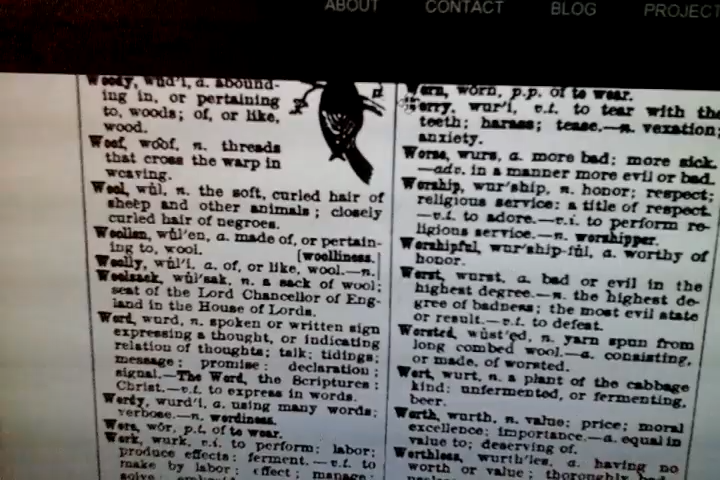 ABOUT CONTACT BLOG PROJECT
Woody, wud'i, a. abound-
ing in, or pertaining
to, woods; of, or like,
wood.
Woof, woof, n. threads
that cross the warp in
weaving.
Wool, wŭl, n. the soft, curled hair of
sheep and other animals; closely
curled hair of negroes.
Woollen, wŭl'en, a. made of, or pertain-
ing to, wool. [woolliness.
Woolly, wŭl'i, a. of, or like, wool.—n.
Woolsack, wŭl'sak, n. a sack of wool;
seat of the Lord Chancellor of Eng-
land in the House of Lords.
Word, wurd, n. spoken or written sign
expressing a thought, or indicating
relation of thoughts; talk; tidings;
message; promise; declaration;
signal.—The Word, the Scriptures;
Christ.—v.t. to express in words.
Wordy, wurd'i, a. using many words;
verbose.—n. wordiness.
Wore, wōr, p.t. of to wear.
Work, wurk, v.i. to perform; labor;
produce effects; ferment.—v.t. to
make by labor; effect; manage;
solve;
Worn, wōrn, p.p. of to wear.
Worry, wur'i, v.t. to tear with the
teeth; harass; tease.—n. vexation;
anxiety.
Worse, wurs, a. more bad; more sick.
—adv. in a manner more evil or bad.
Worship, wur'ship, n. honor; respect;
religious service; a title of respect.
—v.t. to adore.—v.i. to perform re-
ligious service.—n. worshipper.
Worshipful, wur'ship-fŭl, a. worthy of
honor.
Worst, wurst, a. bad or evil in the
highest degree.—n. the highest de-
gree of badness; the most evil state
or result.—v.t. to defeat.
Worsted, wŭst'ed, n. yarn spun from
long combed wool.—a. consisting,
or made, of worsted.
Wort, wurt, n. a plant of the cabbage
kind; unfermented, or fermenting,
beer.
Worth, wurth, n. value; price; moral
excellence; importance.—a. equal in
value to; deserving of.
Worthless, wurth'les, a. having no
worth or value; thoroughly bad